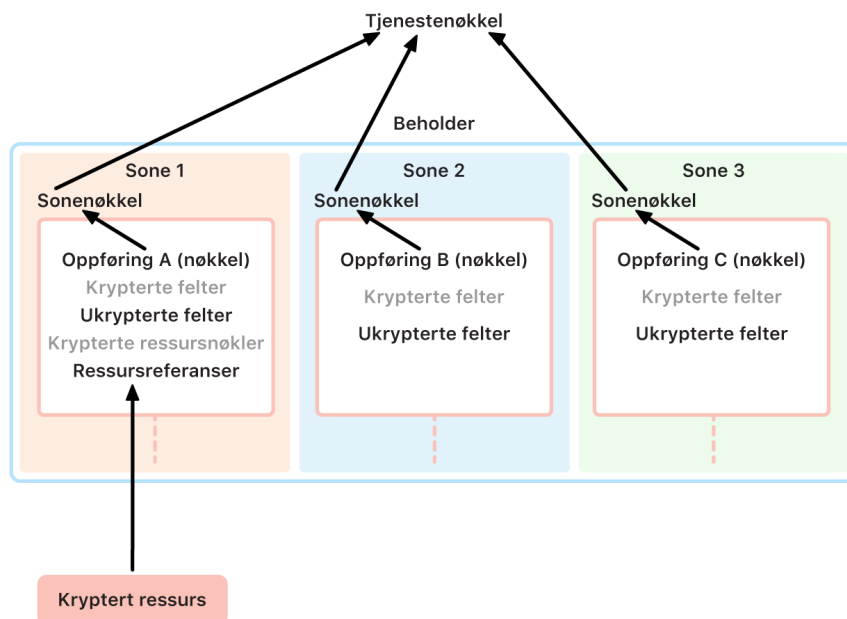 Tjenestenøkkel
Beholder
Sone 1
Sonenøkkel
Oppføring A (nøkkel)
Krypterte felter
Ukrypterte felter
Krypterte ressursnøkler
Ressursreferanser
Sone 2
Sonenøkkel
Oppføring B (nøkkel)
Krypterte felter
Ukrypterte felter
Sone 3
Sonenøkkel
Oppføring C (nøkkel)
Krypterte felter
Ukrypterte felter
Kryptert ressurs